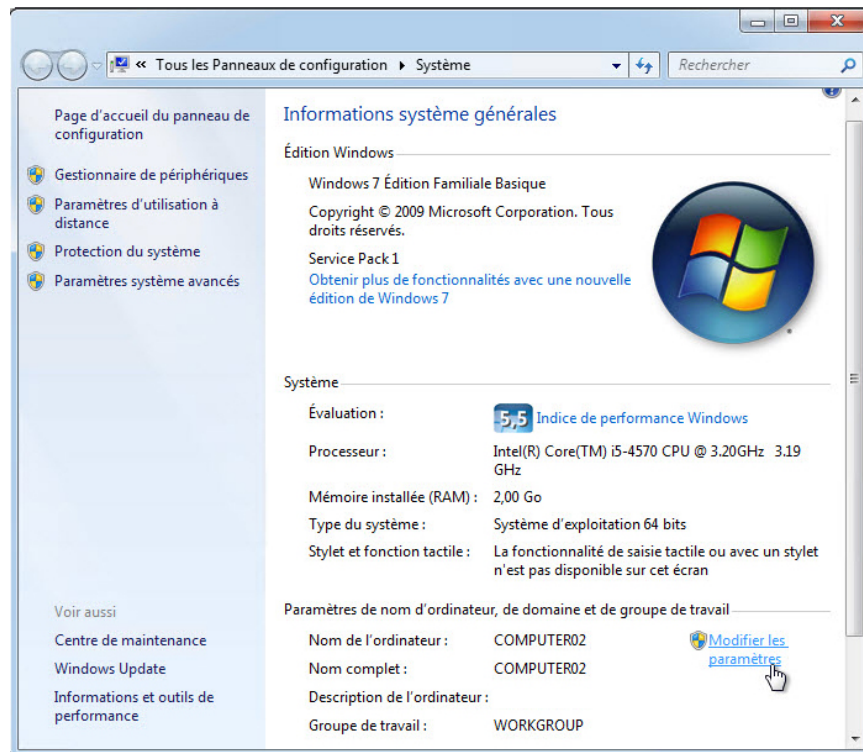 « Tous les Panneaux de configuration ▸ Système
Rechercher
Page d'accueil du panneau de
configuration
Gestionnaire de périphériques
Paramètres d'utilisation à
distance
Protection du système
Paramètres système avancés
Voir aussi
Centre de maintenance
Windows Update
Informations et outils de
performance
Informations système générales
Édition Windows
Windows 7 Édition Familiale Basique
Copyright © 2009 Microsoft Corporation. Tous
droits réservés.
Service Pack 1
Obtenir plus de fonctionnalités avec une nouvelle
édition de Windows 7
Système
Évaluation :
5,5 Indice de performance Windows
Processeur :
Intel(R) Core(TM) i5-4570 CPU @ 3.20GHz 3.19
GHz
Mémoire installée (RAM) :
2,00 Go
Type du système :
Système d'exploitation 64 bits
Stylet et fonction tactile :
La fonctionnalité de saisie tactile ou avec un stylet
n'est pas disponible sur cet écran
Paramètres de nom d'ordinateur, de domaine et de groupe de travail
Nom de l'ordinateur :
COMPUTER02
Modifier les
paramètres
Nom complet :
COMPUTER02
Description de l'ordinateur :
Groupe de travail :
WORKGROUP